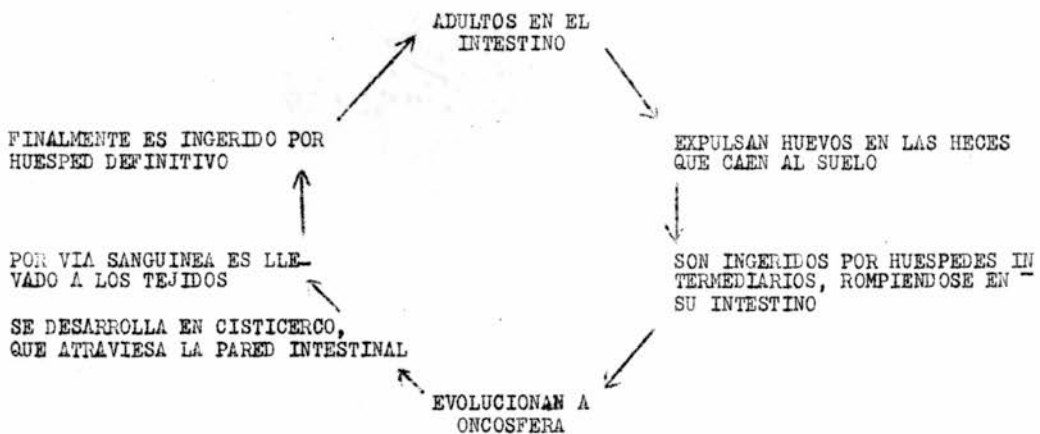 ADULTOS EN EL
INTESTINO
EXPULSAN HUEVOS EN LAS HECES
QUE CAEN AL SUELO
SON INGERIDOS POR HUESPEDES IN
TERMEDIARIOS, ROMPIENDOSE EN -
SU INTESTINO
EVOLUCIONAN A
ONCOSFERA
SE DESARROLLA EN CISTICERCO,
QUE ATRAVIESA LA PARED INTESTINAL
POR VIA SANGUINEA ES LLE-
VADO A LOS TEJIDOS
FINALMENTE ES INGERIDO POR
HUESPED DEFINITIVO